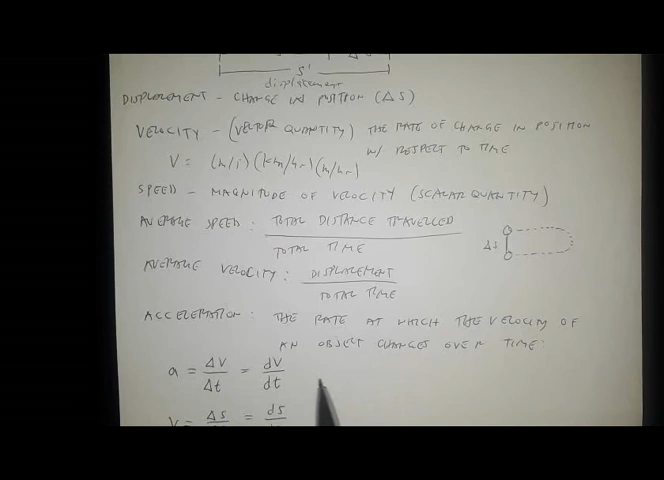 S'
displacement
DISPLACEMENT - CHANGE IN POSITION (ΔS)
VELOCITY - (VECTOR QUANTITY) THE RATE OF CHANGE IN POSITION
W/ RESPECT TO TIME
V = (m/s) (km/hr) (m/hr)
SPEED - MAGNITUDE OF VELOCITY (SCALAR QUANTITY)
AVERAGE SPEED : TOTAL DISTANCE TRAVELLED
TOTAL TIME
ΔS
AVERAGE VELOCITY : DISPLACEMENT
TOTAL TIME
ACCELERATION : THE RATE AT WHICH THE VELOCITY OF
AN OBJECT CHANGES OVER TIME :
a = ΔV/Δt = dV/dt
V = ΔS = dS